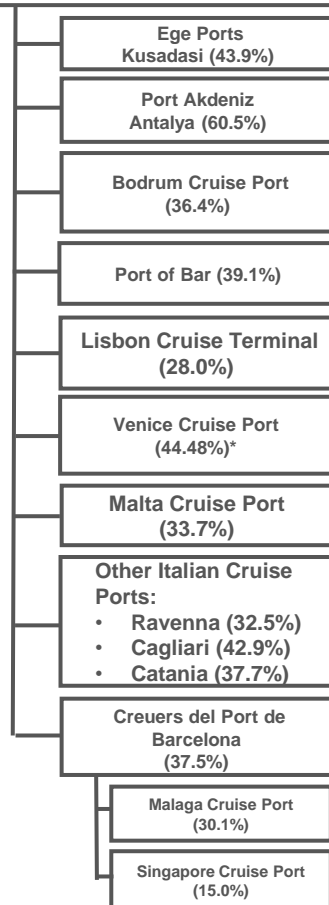 Ege Ports
Kusadasi (43.9%)
Port Akdeniz
Antalya (60.5%)
Bodrum Cruise Port
(36.4%)
Port of Bar (39.1%)
Lisbon Cruise Terminal
(28.0%)
Venice Cruise Port
(44.48%)*
Malta Cruise Port
(33.7%)
Other Italian Cruise
Ports:
• Ravenna (32.5%)
• Cagliari (42.9%)
• Catania (37.7%)
Creuers del Port de
Barcelona
(37.5%)
Malaga Cruise Port
(30.1%)
Singapore Cruise Port
(15.0%)